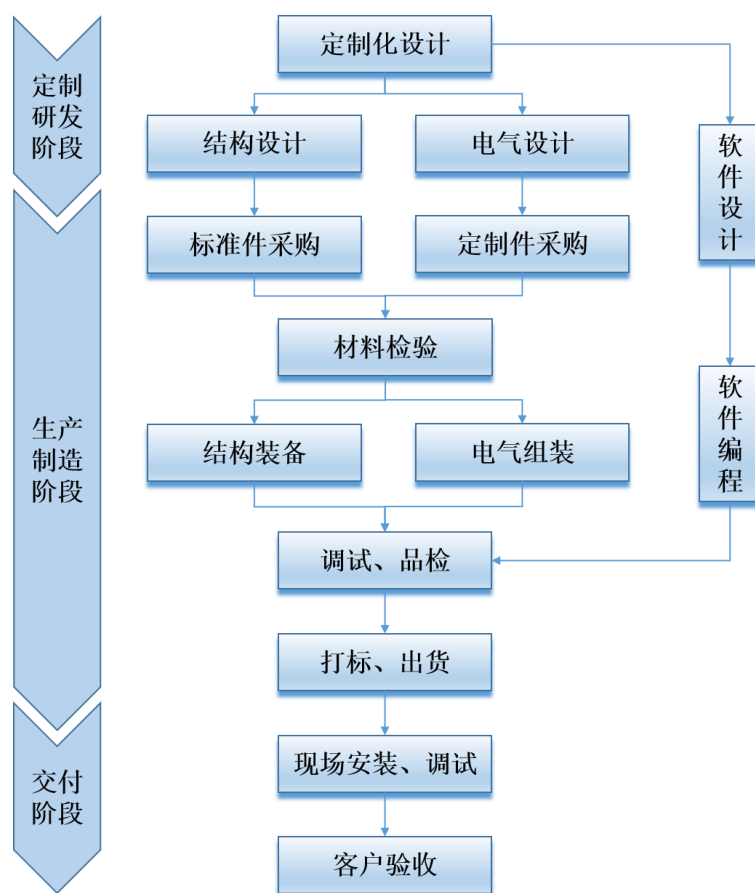 定制化设计
定制
研发
阶段
结构设计
电气设计
软
件
设
计
标准件采购
定制件采购
材料检验
生产
制造
阶段
结构装备
电气组装
软
件
编
程
调试、品检
打标、出货
现场安装、调试
交付
阶段
客户验收